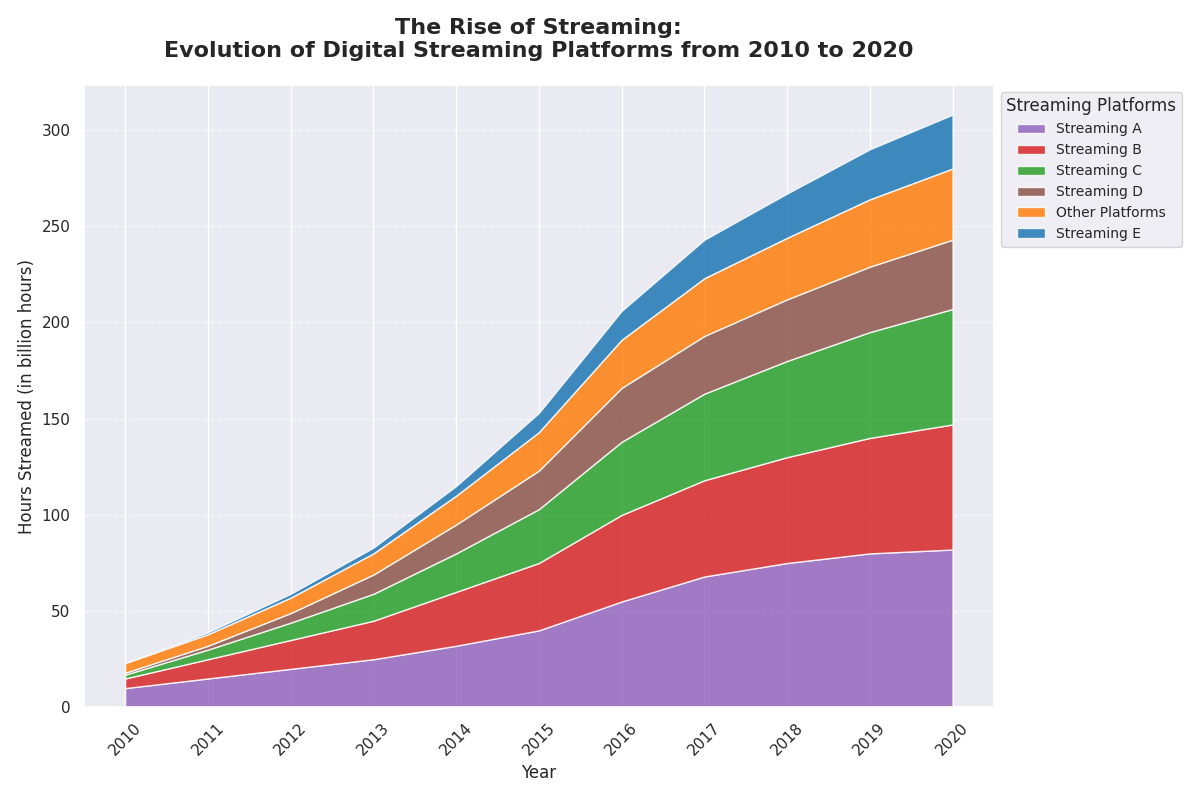 The Rise of Streaming:
Evolution of Digital Streaming Platforms from 2010 to 2020
Streaming Platforms
Streaming A
Streaming B
Streaming C
Streaming D
Other Platforms
Streaming E
Hours Streamed (in billion hours)
300
250
200
150
100
50
0
2010
2011
2012
2013
2014
2015
2016
2017
2018
2019
2020
Year